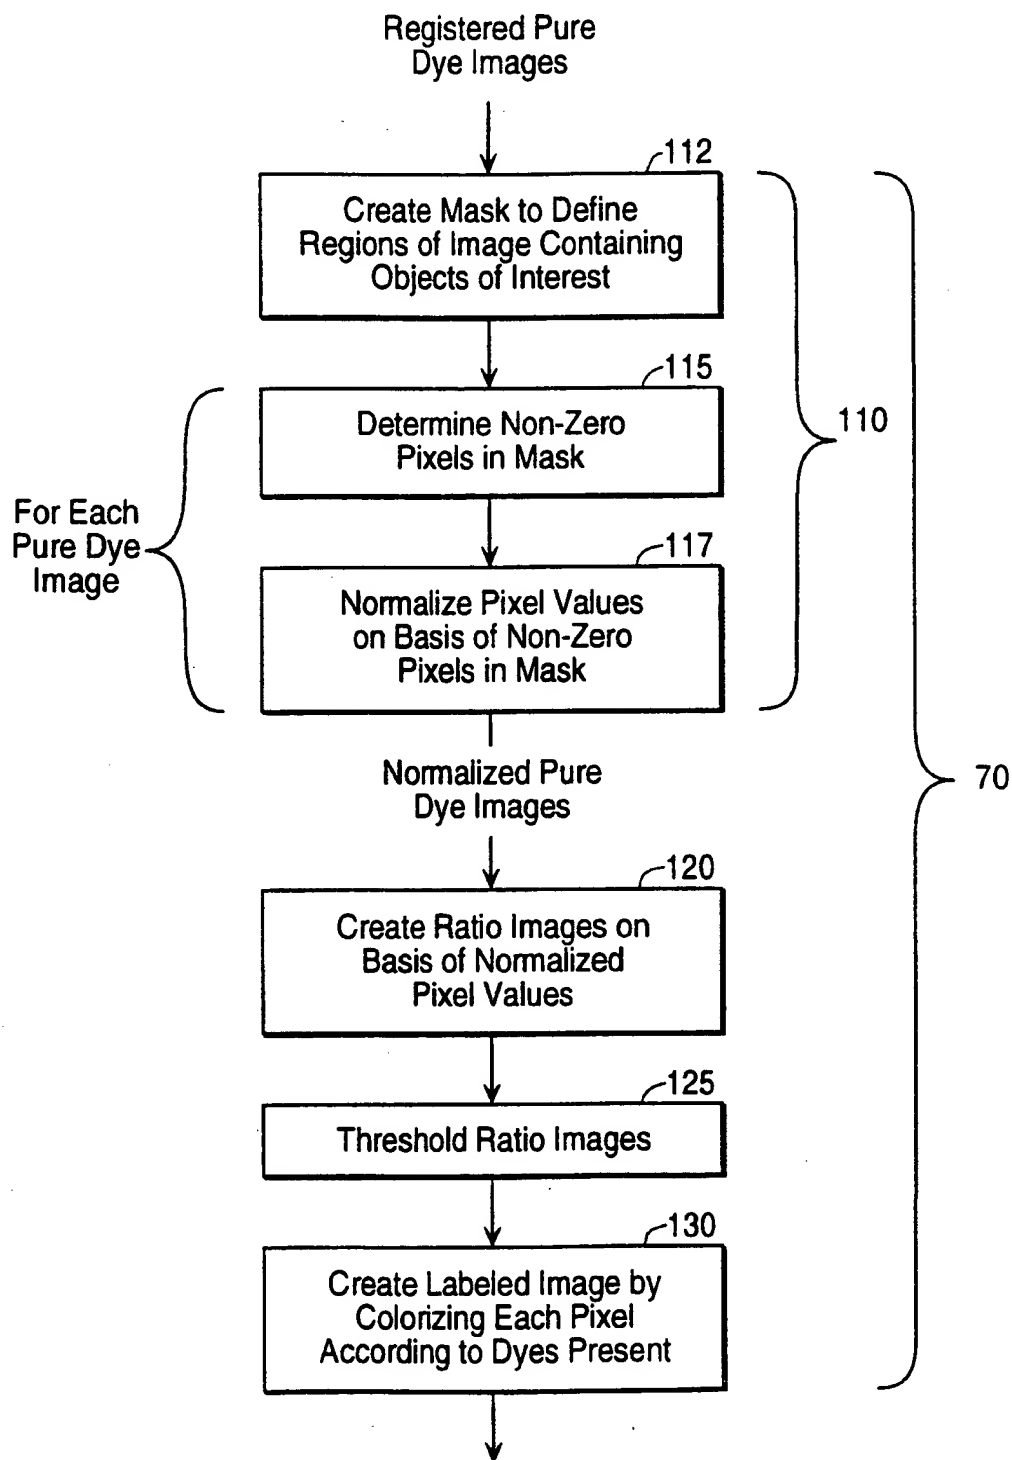 Registered Pure
Dye Images
112
Create Mask to Define
Regions of Image Containing
Objects of Interest
115
Determine Non-Zero
Pixels in Mask
110
For Each
Pure Dye
Image
117
Normalize Pixel Values
on Basis of Non-Zero
Pixels in Mask
Normalized Pure
Dye Images
70
120
Create Ratio Images on
Basis of Normalized
Pixel Values
125
Threshold Ratio Images
130
Create Labeled Image by
Colorizing Each Pixel
According to Dyes Present